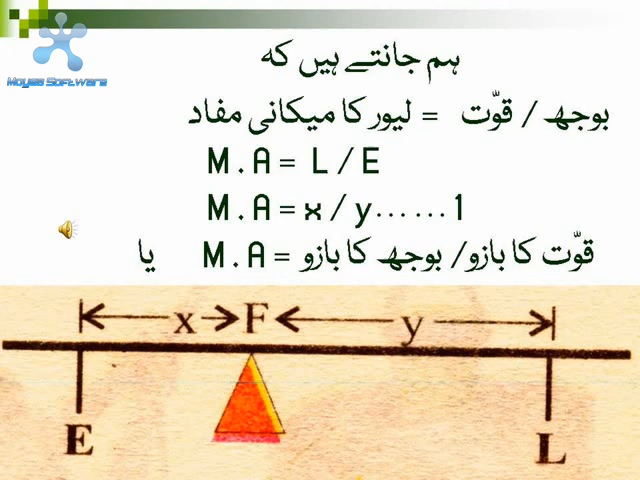 Moyea Software
ہم جانتے ہیں کہ
بوجھ / قوّت = لیور کا میکانی مفاد
M . A = L / E
M . A = x / y ……1
قوّت کا بازو/ بوجھ کا بازو = M . A یا
x F y
E L